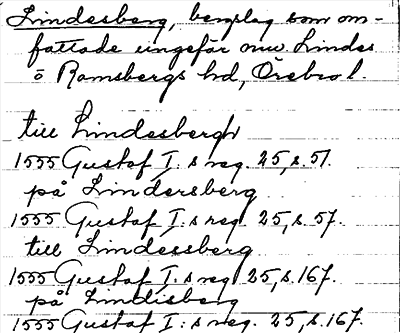 Lindesberg, bergslag som om-
fattade ungefär nuv. Lindes
o Ramsbergs hd, Örebro l.
till Lindesbergh
1555 Gustaf I:s reg. 25, s. 51.
på Lindersberg
1555 Gustaf I:s reg. 25, s. 57.
till Lindessberg
1555 Gustaf I:s reg 25, s. 167.
på Lindisberg
1555 Gustaf I:s reg. 25, s. 167.